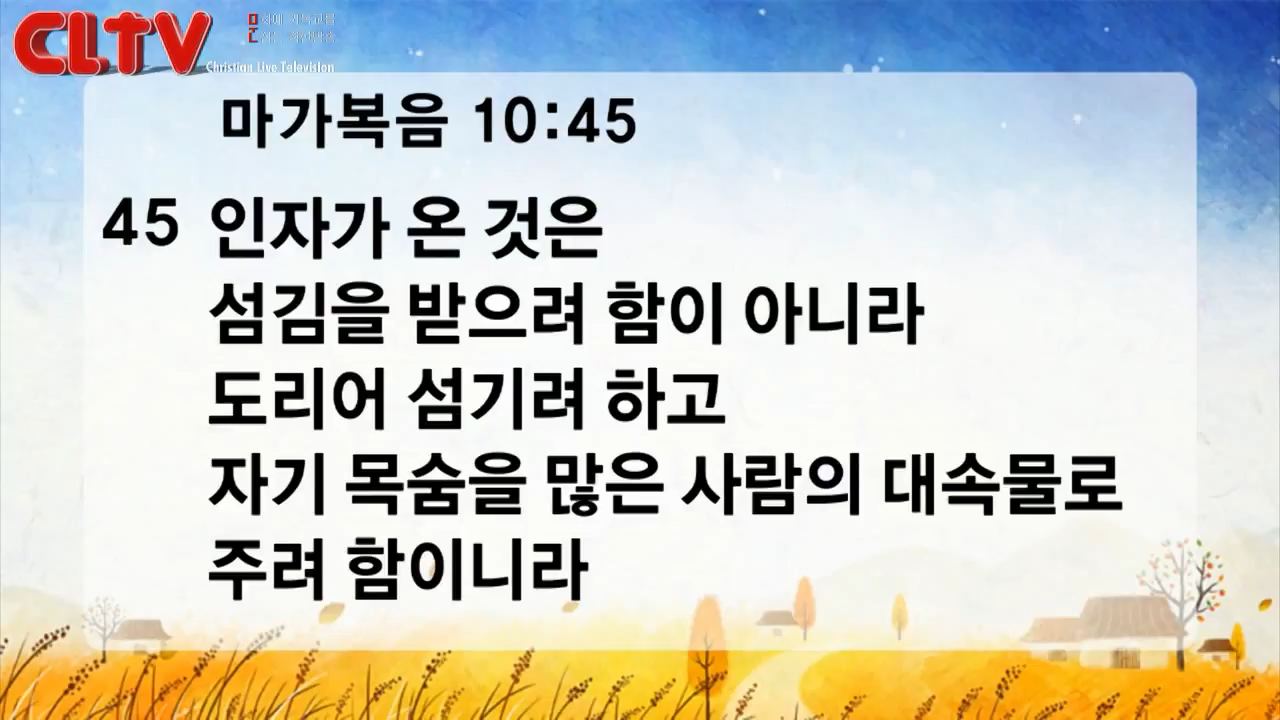 CLTV
Christian Live Television
마가복음 10:45
45 인자가 온 것은
섬김을 받으려 함이 아니라
도리어 섬기려 하고
자기 목숨을 많은 사람의 대속물로
주려 함이니라